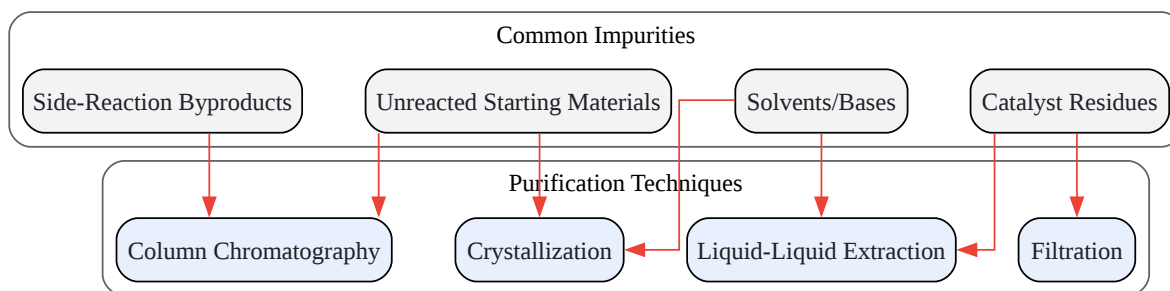 Common Impurities
Side-Reaction Byproducts
Unreacted Starting Materials
Solvents/Bases
Catalyst Residues
Purification Techniques
Column Chromatography
Crystallization
Liquid-Liquid Extraction
Filtration